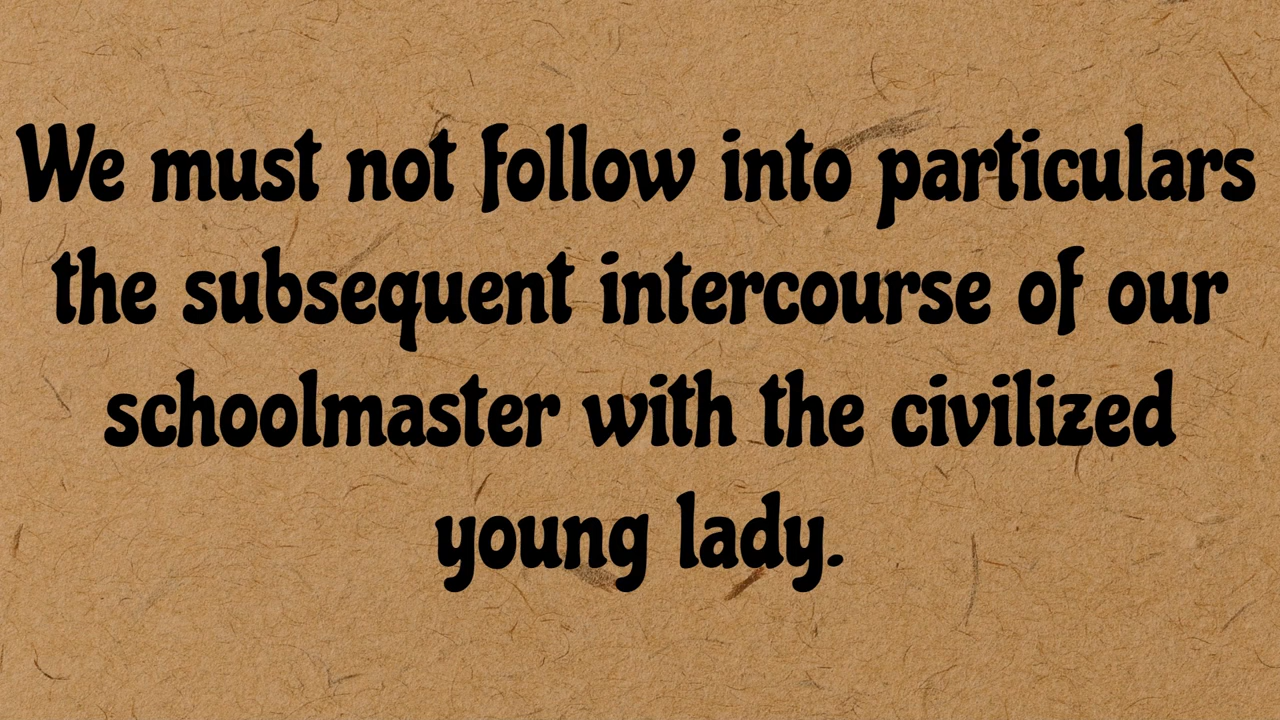 We must not follow into particulars
the subsequent intercourse of our
schoolmaster with the civilized
young lady.